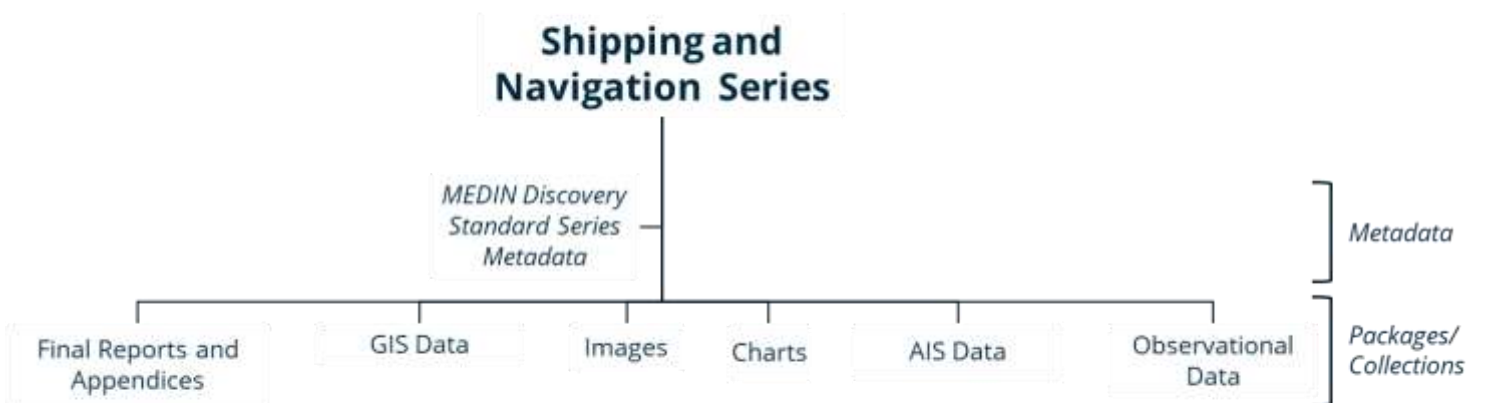 Shipping and
Navigation Series
MEDIN Discovery
Standard Series
Metadata
Metadata
Final Reports and
Appendices
GIS Data
Images
Charts
AIS Data
Observational
Data
Packages/
Collections